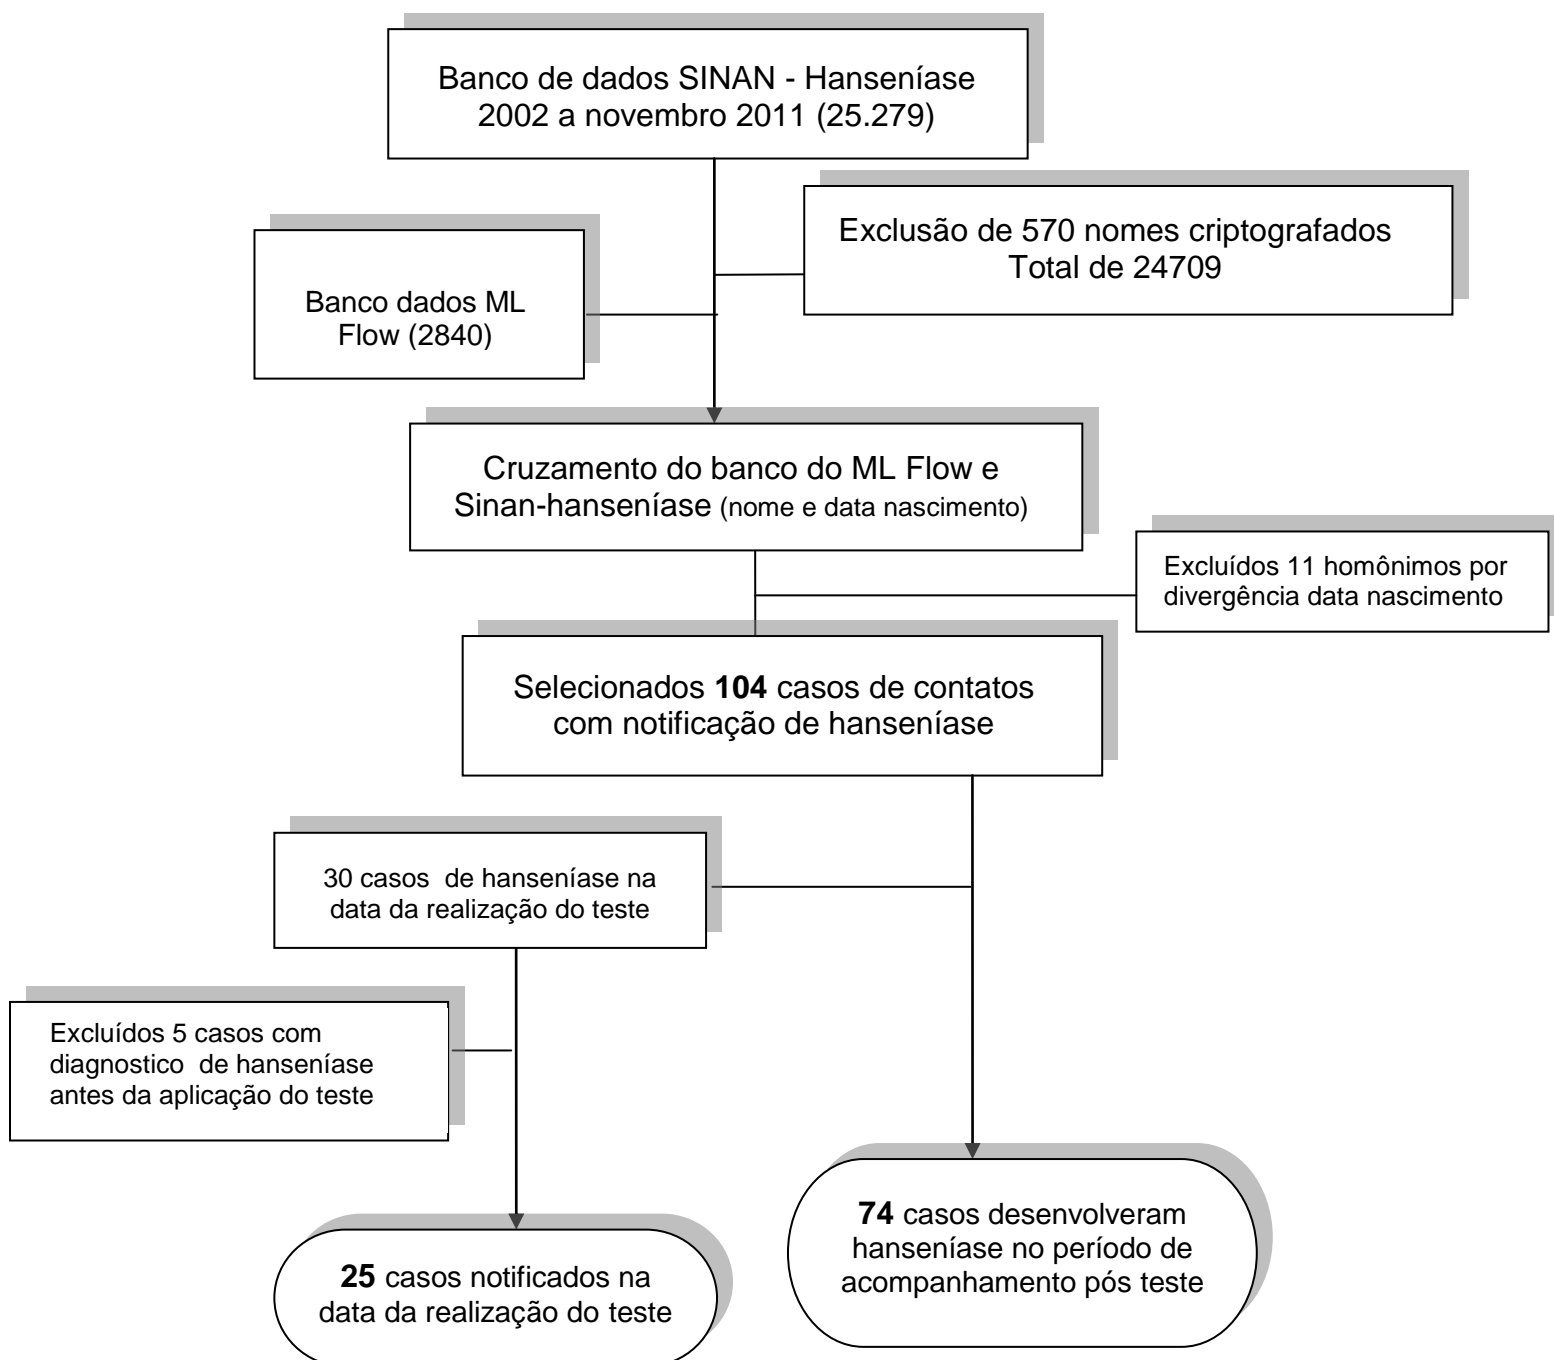 Banco de dados SINAN - Hanseníase
2002 a novembro 2011 (25.279)
Exclusão de 570 nomes criptografados
Total de 24709
Banco dados ML
Flow (2840)
Cruzamento do banco do ML Flow e
Sinan-hanseníase (nome e data nascimento)
Excluídos 11 homônimos por
divergência data nascimento
Selecionados 104 casos de contatos
com notificação de hanseníase
30 casos de hanseníase na
data da realização do teste
Excluídos 5 casos com
diagnostico de hanseníase
antes da aplicação do teste
74 casos desenvolveram
hanseníase no período de
acompanhamento pós teste
25 casos notificados na
data da realização do teste